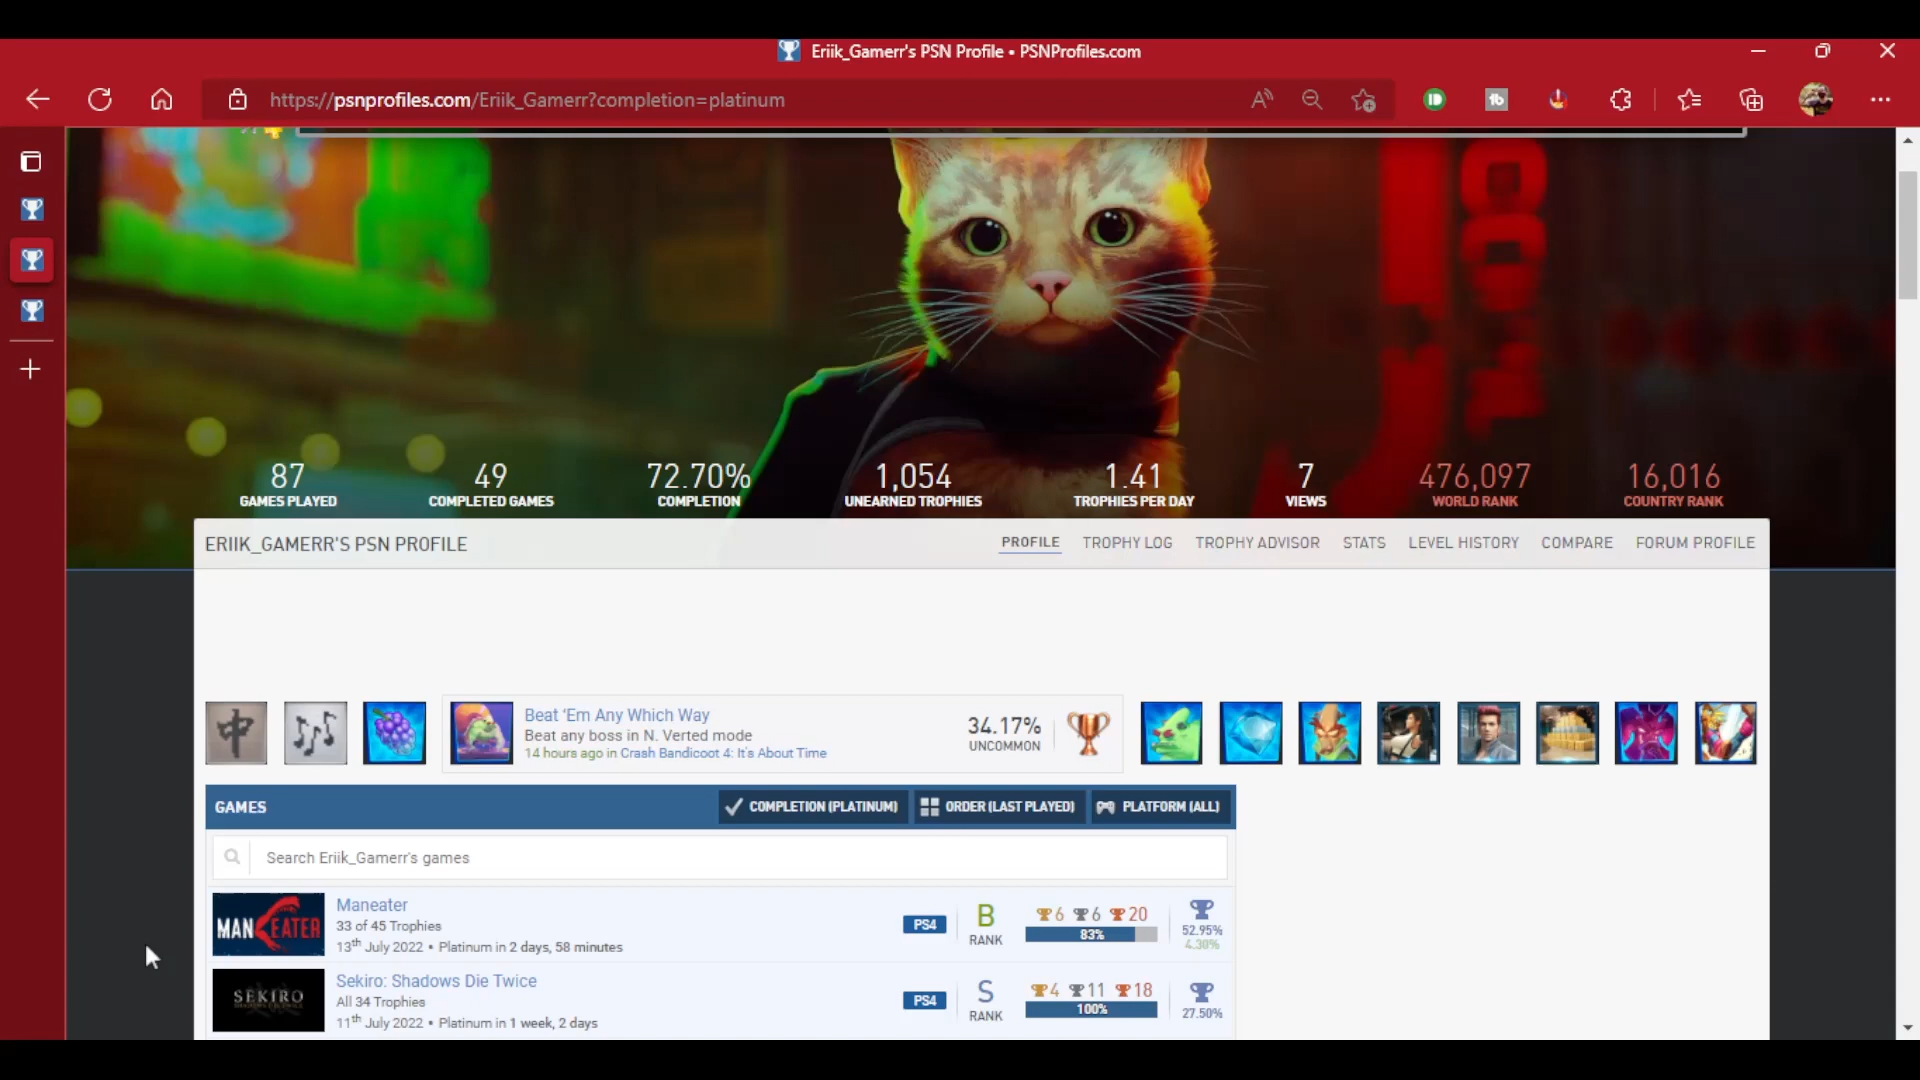 Eriik_Gamerr's PSN Profile • PSNProfiles.com
https://psnprofiles.com/Eriik_Gamerr?completion=platinum
87
GAMES PLAYED
49
COMPLETED GAMES
72.70%
COMPLETION
1,054
UNEARNED TROPHIES
1.41
TROPHIES PER DAY
7
VIEWS
476,097
WORLD RANK
16,016
COUNTRY RANK
ERIIK_GAMERR'S PSN PROFILE
PROFILE TROPHY LOG TROPHY ADVISOR STATS LEVEL HISTORY COMPARE FORUM PROFILE
中
Beat 'Em Any Which Way
Beat any boss in N. Verted mode
14 hours ago in Crash Bandicoot 4: It's About Time
34.17%
UNCOMMON
GAMES
COMPLETION (PLATINUM) ORDER (LAST PLAYED) PLATFORM (ALL)
Search Eriik_Gamerr's games
MANEATER
Maneater
33 of 45 Trophies
13th July 2022 • Platinum in 2 days, 58 minutes
PS4
B
RANK
6 6 20
83%
52.95%
4.30%
SEKIRO
Sekiro: Shadows Die Twice
All 34 Trophies
11th July 2022 • Platinum in 1 week, 2 days
PS4
S
RANK
4 11 18
100%
27.50%